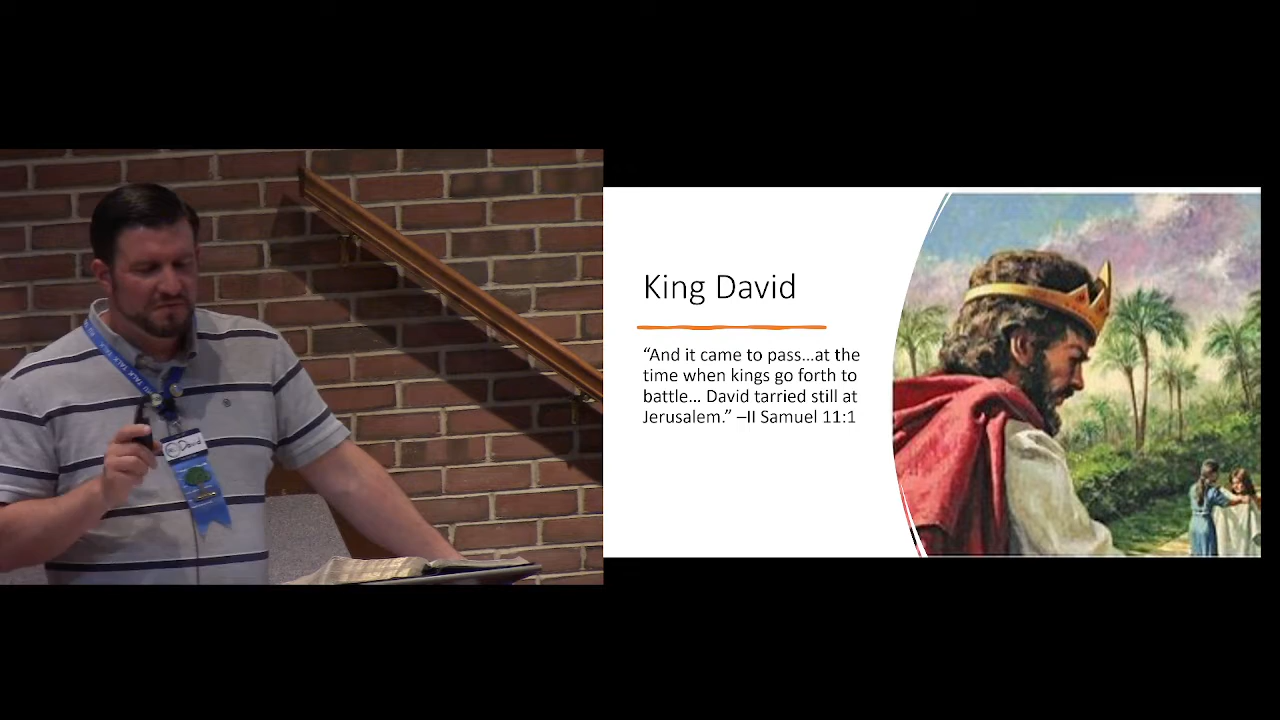 David
King David
“And it came to pass...at the
time when kings go forth to
battle... David tarried still at
Jerusalem.” –II Samuel 11:1